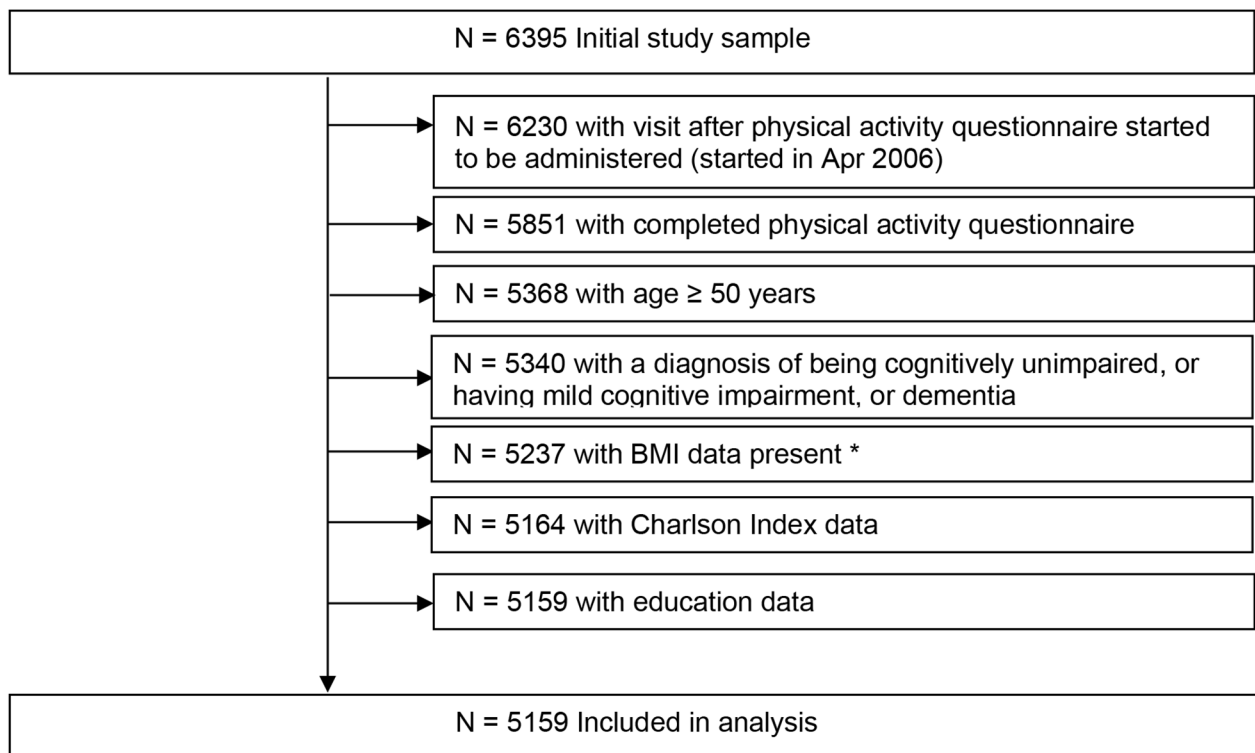 N = 6395 Initial study sample
N = 6230 with visit after physical activity questionnaire started
to be administered (started in Apr 2006)
N = 5851 with completed physical activity questionnaire
N = 5368 with age ≥ 50 years
N = 5340 with a diagnosis of being cognitively unimpaired, or
having mild cognitive impairment, or dementia
N = 5237 with BMI data present *
N = 5164 with Charlson Index data
N = 5159 with education data
N = 5159 Included in analysis